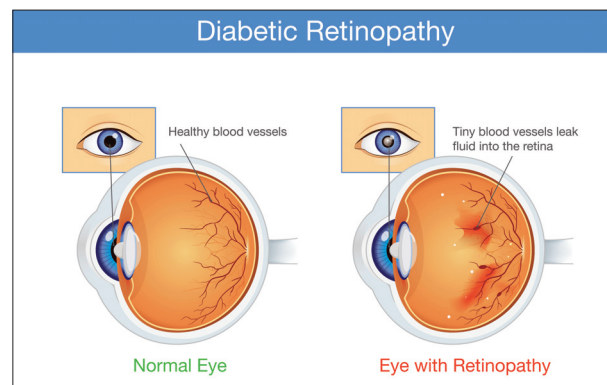 Diabetic Retinopathy
Healthy blood vessels
Tiny blood vessels leak
fluid into the retina
Normal Eye
Eye with Retinopathy